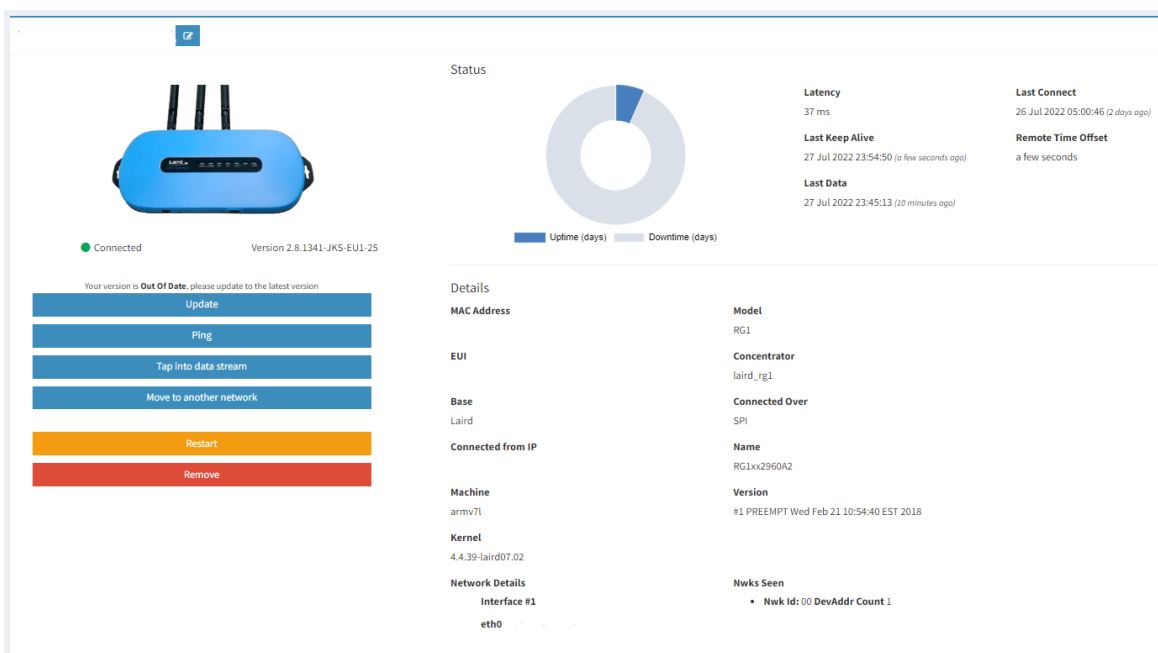 Status
Latency
37 ms
Last Connect
26 Jul 2022 05:00:46 (2 days ago)
Last Keep Alive
27 Jul 2022 23:54:50 (a few seconds ago)
Remote Time Offset
a few seconds
Last Data
27 Jul 2022 23:45:13 (10 minutes ago)
Uptime (days) Downtime (days)
Laird
Connected
Version 2.8.1341-JKS-EU1-25
Your version is Out Of Date, please update to the latest version
Update
Ping
Tap into data stream
Move to another network
Restart
Remove
Details
MAC Address
Model
RG1
EUI
Concentrator
laird_rg1
Base
Laird
Connected Over
SPI
Connected from IP
Name
RG1xx2960A2
Machine
armv7l
Version
#1 PREEMPT Wed Feb 21 10:54:40 EST 2018
Kernel
4.4.39-laird07.02
Network Details
Interface #1
eth0
Nwks Seen
• Nwk Id: 00 DevAddr Count 1